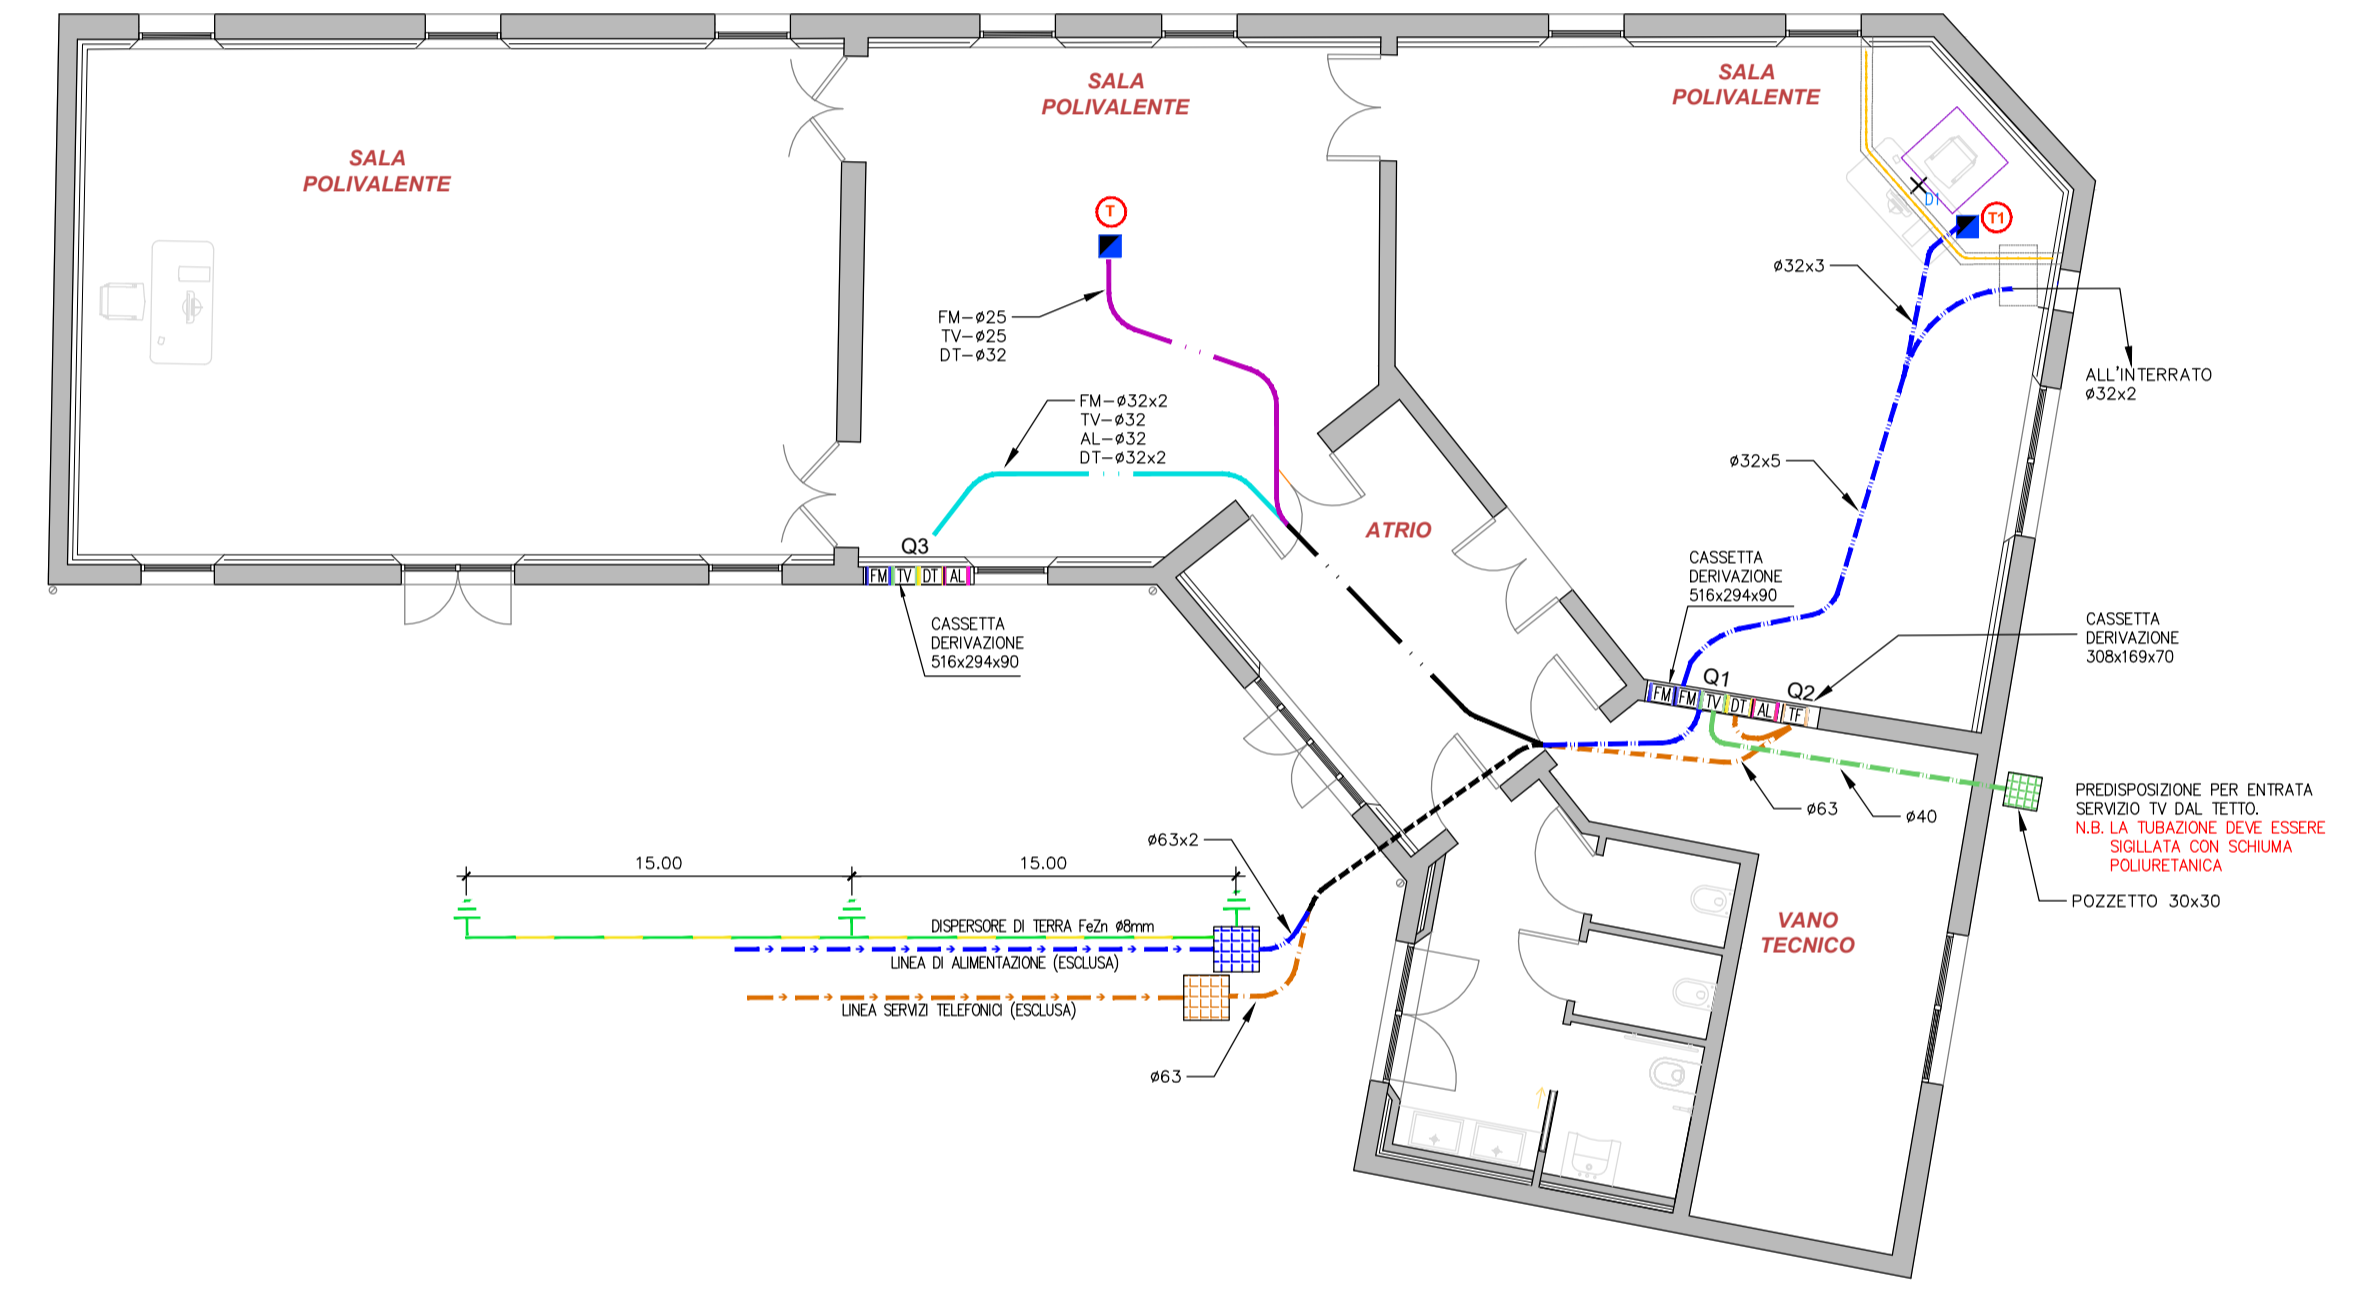 SALA
POLIVALENTE
SALA
POLIVALENTE
SALA
POLIVALENTE
T
D1
T1
FM-ø25
TV-ø25
DT-ø32
ø32x3
ALL'INTERRATO
ø32x2
FM-ø32x2
TV-ø32
AL-ø32
DT-ø32x2
ø32x5
ATRIO
Q3
FM TV DT AL
CASSETTA
DERIVAZIONE
516x294x90
CASSETTA
DERIVAZIONE
516x294x90
CASSETTA
DERIVAZIONE
308x169x70
Q1
Q2
FM FM TV DT AL TF
ø63
ø40
PREDISPOSIZIONE PER ENTRATA
SERVIZIO TV DAL TETTO.
N.B. LA TUBAZIONE DEVE ESSERE
SIGILLATA CON SCHIUMA
POLIURETANICA
POZZETTO 30x30
ø63x2
15.00
15.00
DISPERSORE DI TERRA FeZn ø8mm
LINEA DI ALIMENTAZIONE (ESCLUSA)
LINEA SERVIZI TELEFONICI (ESCLUSA)
ø63
VANO
TECNICO